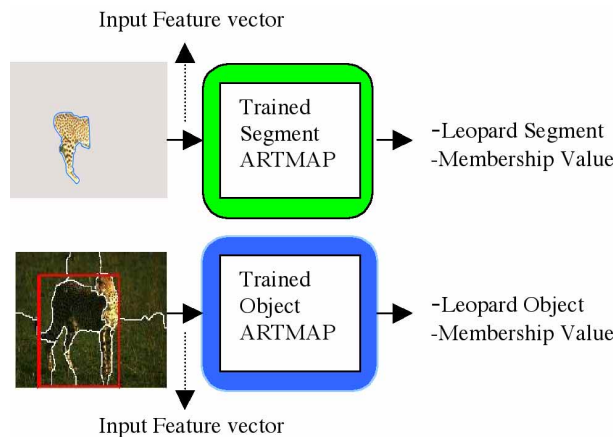 Input Feature vector
Trained
Segment
ARTMAP
-Leopard Segment
-Membership Value
Trained
Object
ARTMAP
-Leopard Object
-Membership Value
Input Feature vector